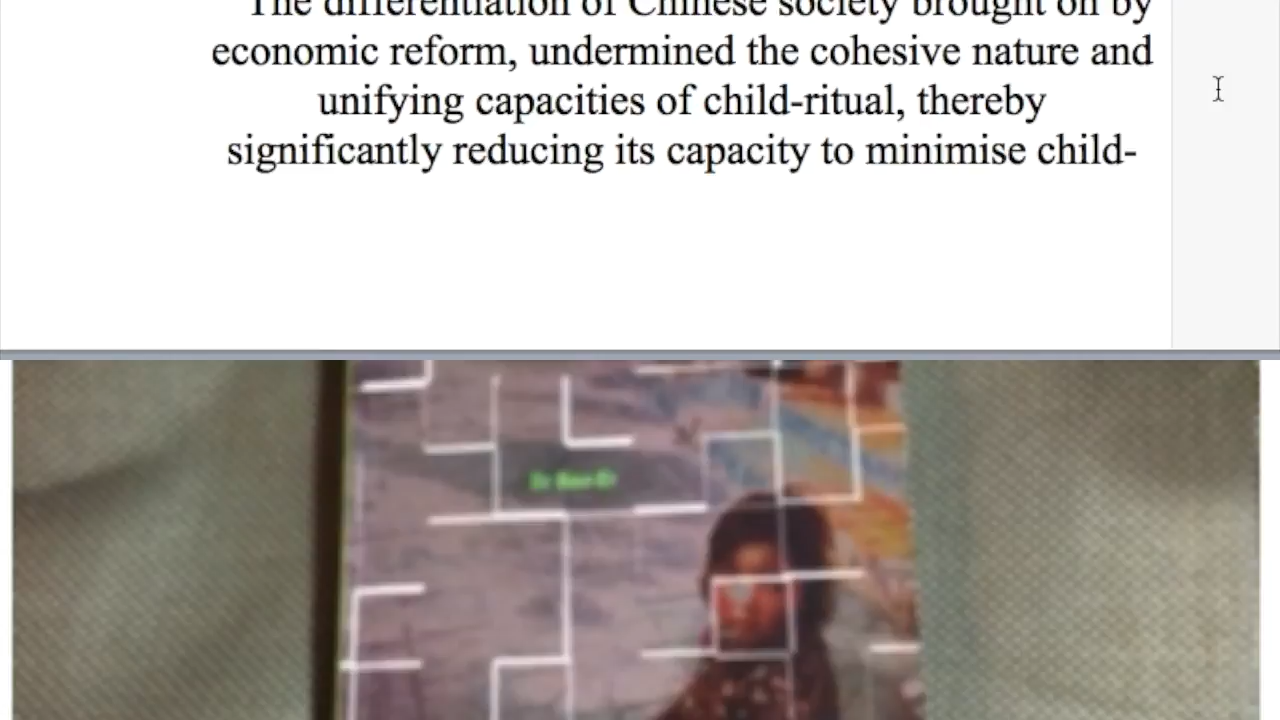 The differentiation of Chinese society brought on by
economic reform, undermined the cohesive nature and
unifying capacities of child-ritual, thereby
significantly reducing its capacity to minimise child-